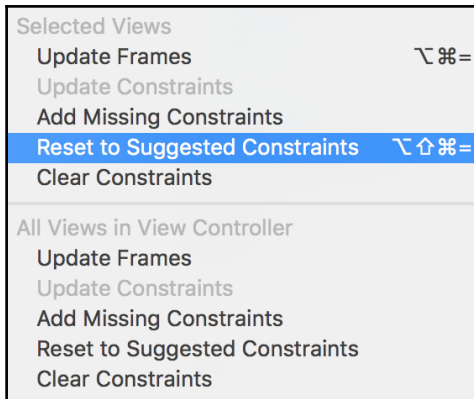 Selected Views
Update Frames ⌥⌘=
Update Constraints
Add Missing Constraints
Reset to Suggested Constraints ⌥⇧⌘=
Clear Constraints
All Views in View Controller
Update Frames
Update Constraints
Add Missing Constraints
Reset to Suggested Constraints
Clear Constraints